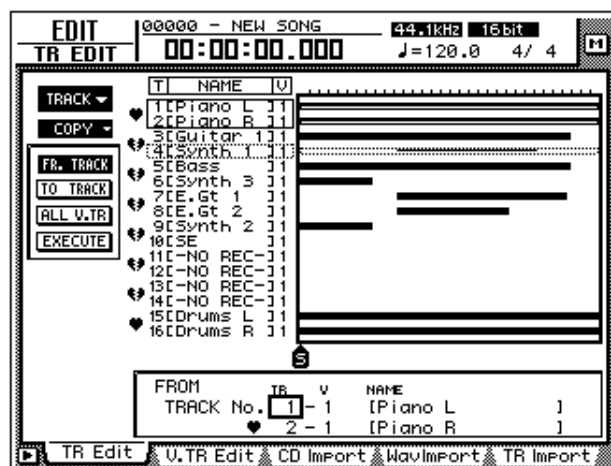 EDIT
TR EDIT
00000 - NEW SONG
00:00:00.000
44.1kHz 16bit
♩=120.0 4/ 4
M
TRACK
COPY
FR. TRACK
TO TRACK
ALL V.TR
EXECUTE
T NAME V
1[Piano L ]1
2[Piano R ]1
3[Guitar 1]1
4[Synth 1 ]1
5[Bass ]1
6[Synth 3 ]1
7[E.Gt 1 ]1
8[E.Gt 2 ]1
9[Synth 2 ]1
10[SE ]1
11[-NO REC-]1
12[-NO REC-]1
13[-NO REC-]1
14[-NO REC-]1
15[Drums L ]1
16[Drums R ]1
S
FROM TR V NAME
TRACK No. 1 - 1 [Piano L ]
♥ 2 - 1 [Piano R ]
TR Edit V.TR Edit CD Import WavImport TR Import